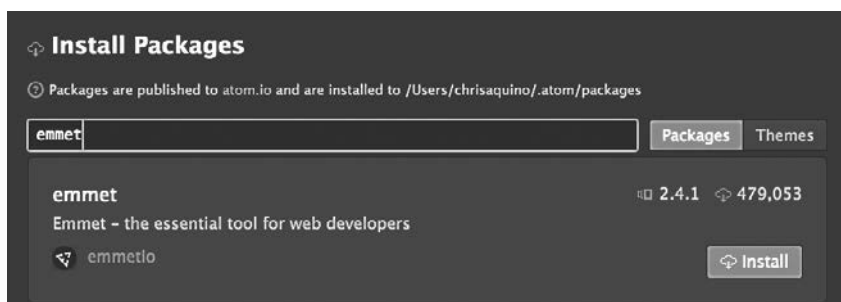 Install Packages
Packages are published to atom.io and are installed to /Users/chrisaquino/.atom/packages
emmet Packages Themes
emmet 2.4.1 479,053
Emmet – the essential tool for web developers
emmetio Install